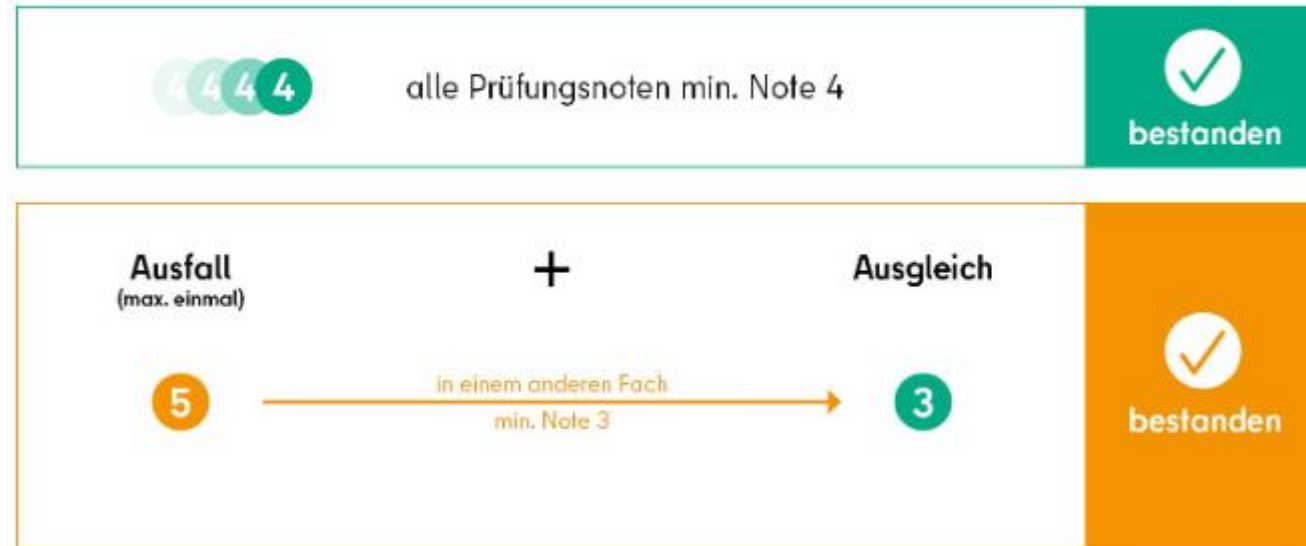 4 4 4 4 alle Prüfungsnoten min. Note 4
bestanden
Ausfall + Ausgleich
(max. einmal)
5 in einem anderen Fach 3
min. Note 3
bestanden